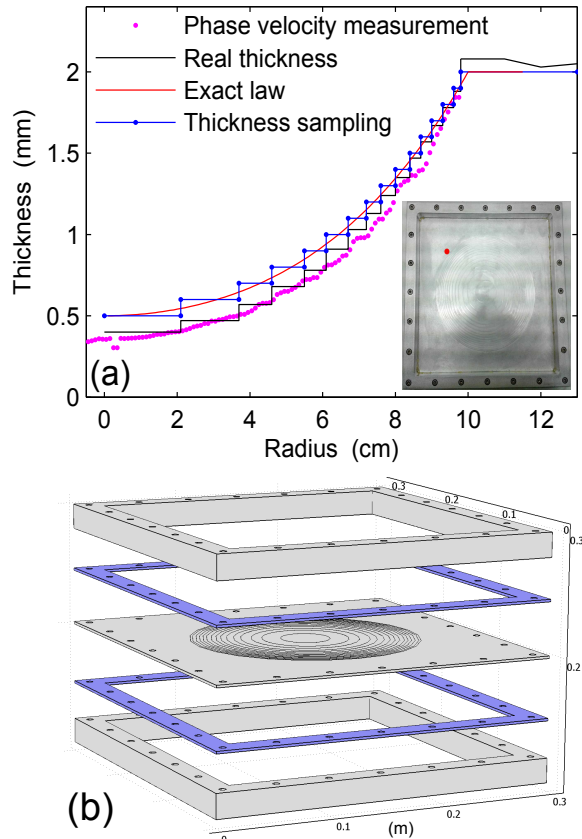 Phase velocity measurement
Real thickness
Exact law
Thickness sampling
2
1.5
1
0.5
0
Thickness (mm)
(a)
0 2 4 6 8 10 12
Radius (cm)
0.3
0.2
0.1
0
0.3
0.2
(b)
0
0.1
0.2
0.3
(m)